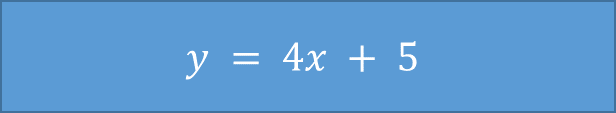 y = 4x + 5